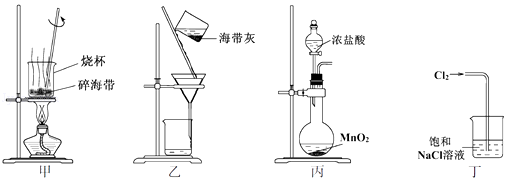 烧杯
碎海带
甲
海带灰
乙
浓盐酸
MnO₂
丙
Cl₂
饱和
NaCl溶液
丁